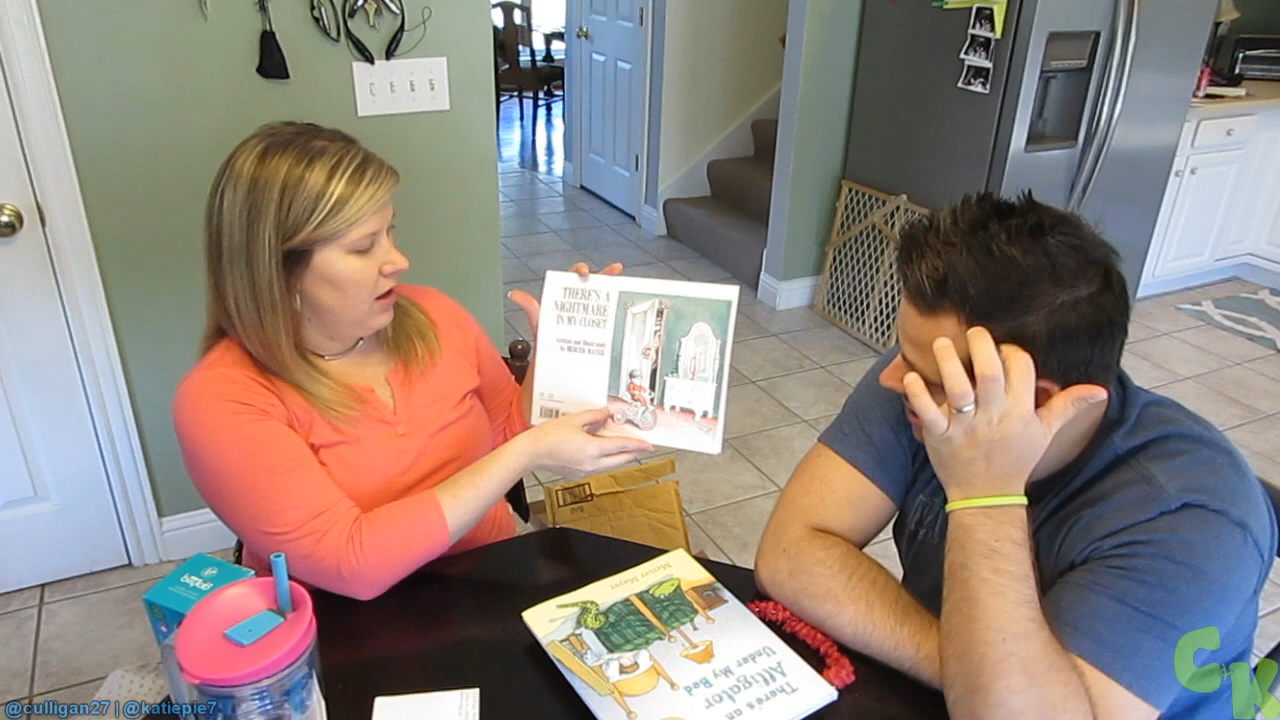 THERE'S A
NIGHTMARE
IN MY CLOSET
written and illustrated
by MERCER MAYER
Mercer Mayer
There's an
Alligator
Under My Bed
@culligan27 | @katiepie7
C K